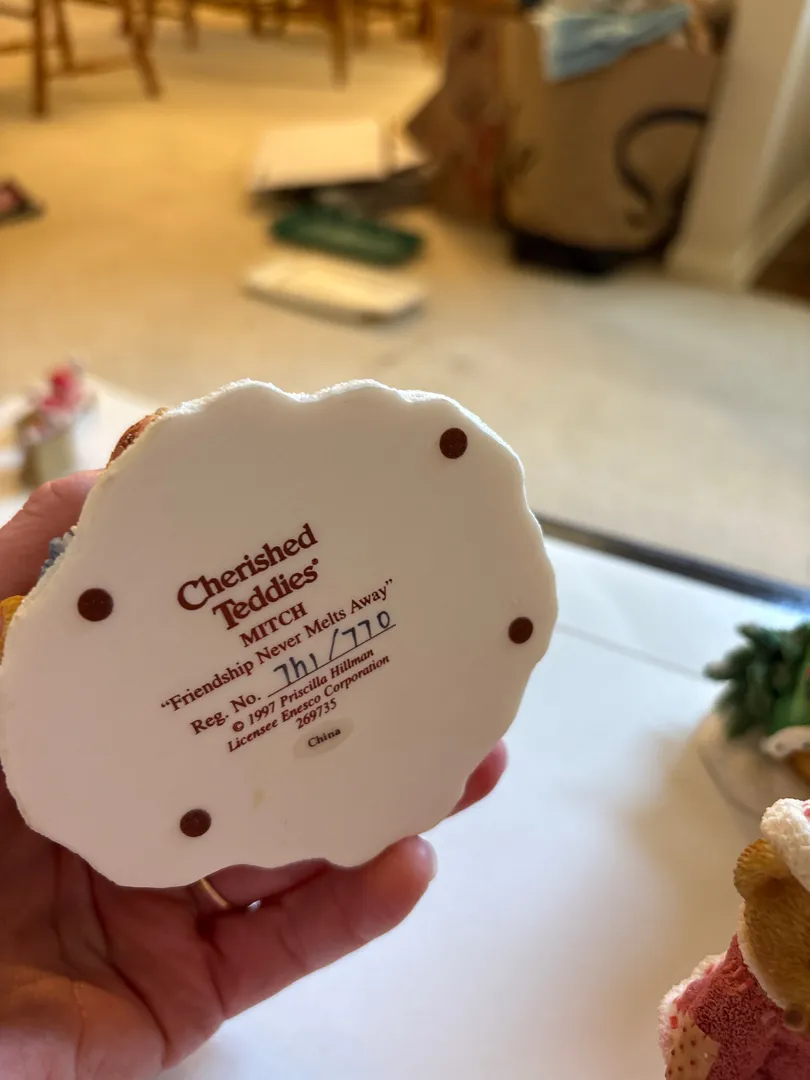 Cherished
Teddies®
MITCH
“Friendship Never Melts Away”
Reg. No. 7h1/770
© 1997 Priscilla Hillman
Licensee Enesco Corporation
269735
China